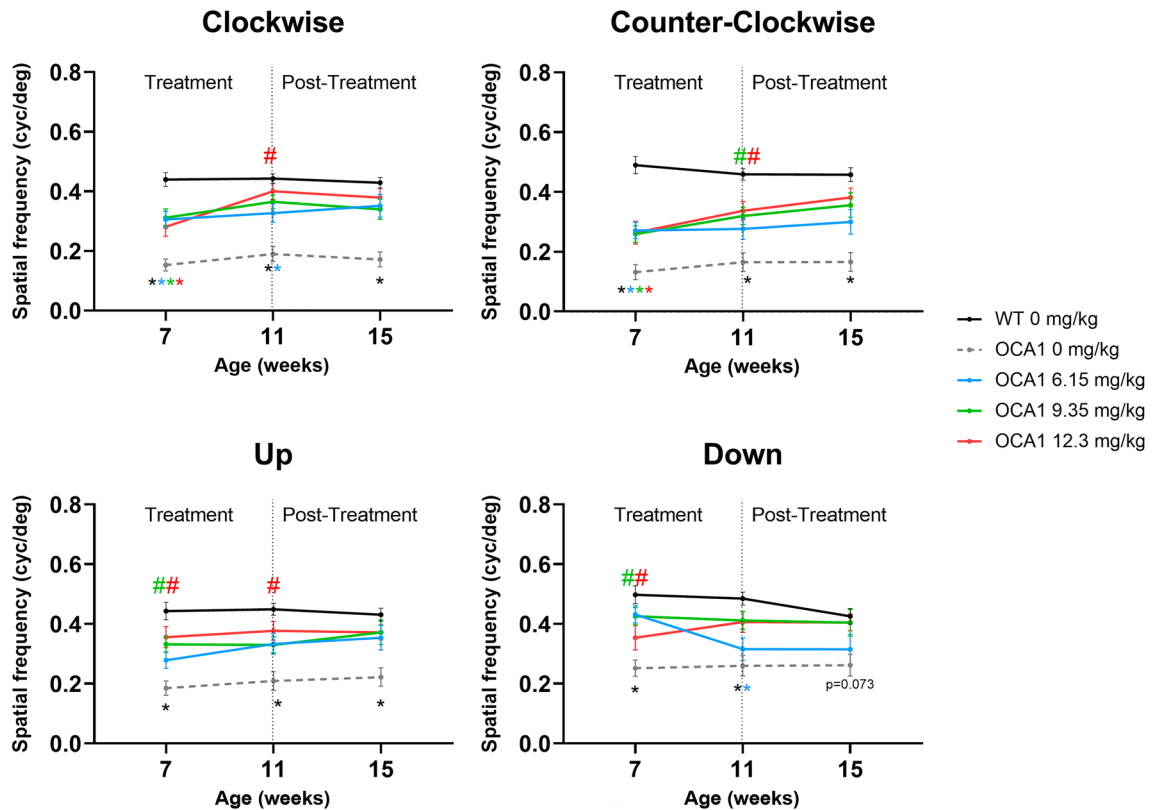 Clockwise
Spatial frequency (cyc/deg)
0.8
0.6
0.4
0.2
0.0
Treatment
Post-Treatment
#
**
****
*
7
11
15
Age (weeks)
Counter-Clockwise
Spatial frequency (cyc/deg)
0.8
0.6
0.4
0.2
0.0
Treatment
Post-Treatment
##
****
*
*
7
11
15
Age (weeks)
WT 0 mg/kg
OCA1 0 mg/kg
OCA1 6.15 mg/kg
OCA1 9.35 mg/kg
OCA1 12.3 mg/kg
Up
Spatial frequency (cyc/deg)
0.8
0.6
0.4
0.2
0.0
Treatment
Post-Treatment
##
#
*
*
*
7
11
15
Age (weeks)
Down
Spatial frequency (cyc/deg)
0.8
0.6
0.4
0.2
0.0
Treatment
Post-Treatment
##
*
**
p=0.073
7
11
15
Age (weeks)